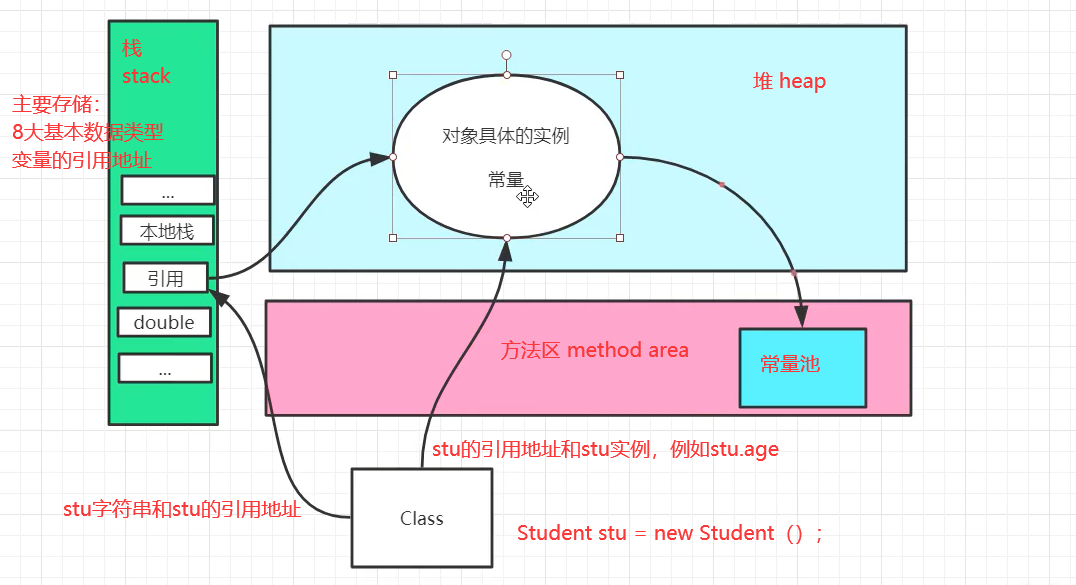 栈
stack
主要存储：
8大基本数据类型
变量的引用地址
...
本地栈
引用
double
...
堆 heap
对象具体的实例
常量
方法区 method area
常量池
stu的引用地址和stu实例，例如stu.age
stu字符串和stu的引用地址
Class
Student stu = new Student（）；